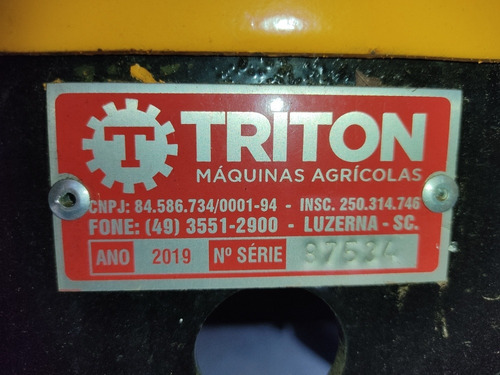 T TRITON
MÁQUINAS AGRÍCOLAS
CNPJ: 84.586.734/0001-94 - INSC. 250.314.746
FONE: (49) 3551-2900 - LUZERNA - SC.
ANO 2019 Nº SÉRIE